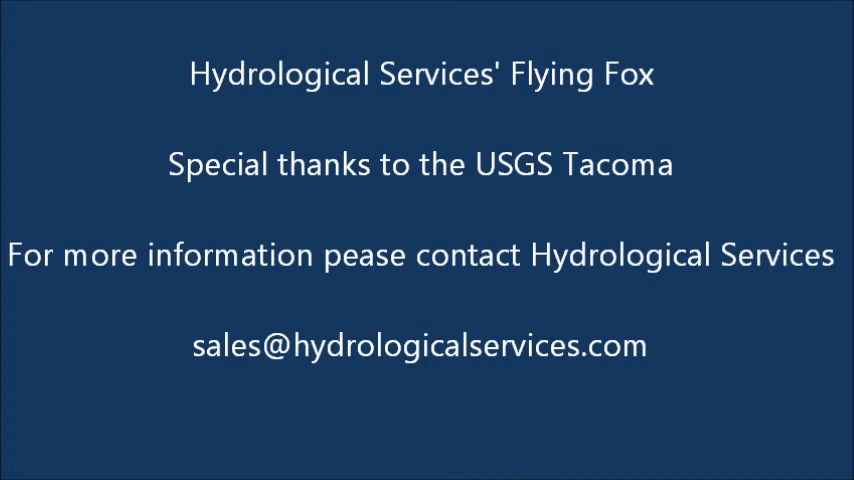 Hydrological Services' Flying Fox
Special thanks to the USGS Tacoma
For more information pease contact Hydrological Services
sales@hydrologicalservices.com